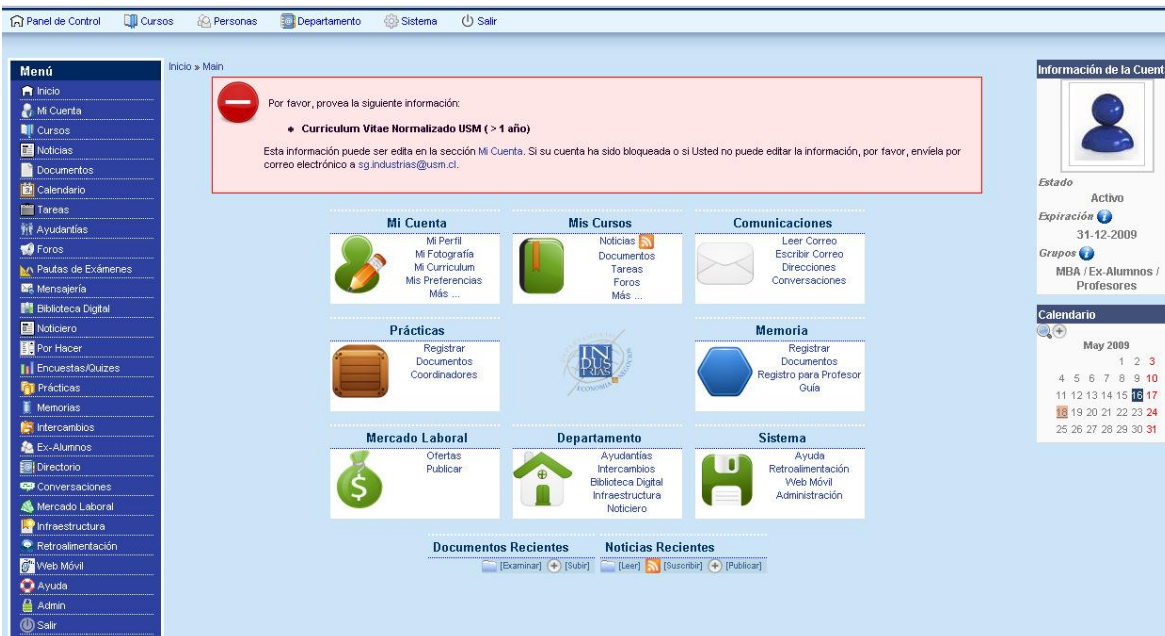 Panel de Control Cursos Personas Departamento Sistema Salir
Menú
Inicio
Mi Cuenta
Cursos
Noticias
Documentos
Calendario
Tareas
Ayudantías
Foros
Pautas de Exámenes
Mensajería
Biblioteca Digital
Noticiero
Por Hacer
Encuestas/Quizes
Prácticas
Memorias
Intercambios
Ex-Alumnos
Directorio
Conversaciones
Mercado Laboral
Infraestructura
Retroalimentación
Web Móvil
Ayuda
Admin
Salir
Inicio » Main
Por favor, provea la siguiente información:
Curriculum Vitae Normalizado USM ( > 1 año)
Esta información puede ser edita en la sección Mi Cuenta. Si su cuenta ha sido bloqueada o si Usted no puede editar la información, por favor, envíela por
correo electrónico a sg.industrias@usm.cl.
Mi Cuenta
Mi Perfil
Mi Fotografía
Mi Curriculum
Mis Preferencias
Más ...
Mis Cursos
Noticias
Documentos
Tareas
Foros
Más ...
Comunicaciones
Leer Correo
Escribir Correo
Direcciones
Conversaciones
Prácticas
Registrar
Documentos
Coordinadores
INDUSTRIAS
Memoria
Registrar
Documentos
Registro para Profesor
Guía
Mercado Laboral
Ofertas
Publicar
Departamento
Ayudantías
Intercambios
Biblioteca Digital
Infraestructura
Noticiero
Sistema
Ayuda
Retroalimentación
Web Móvil
Administración
Documentos Recientes
[Examinar] [Subir]
Noticias Recientes
[Leer] [Suscribir] [Publicar]
Información de la Cuent
Estado
Activo
Expiración
31-12-2009
Grupos
MBA / Ex-Alumnos /
Profesores
Calendario
May 2009
1 2 3
4 5 6 7 8 9 10
11 12 13 14 15 16 17
18 19 20 21 22 23 24
25 26 27 28 29 30 31